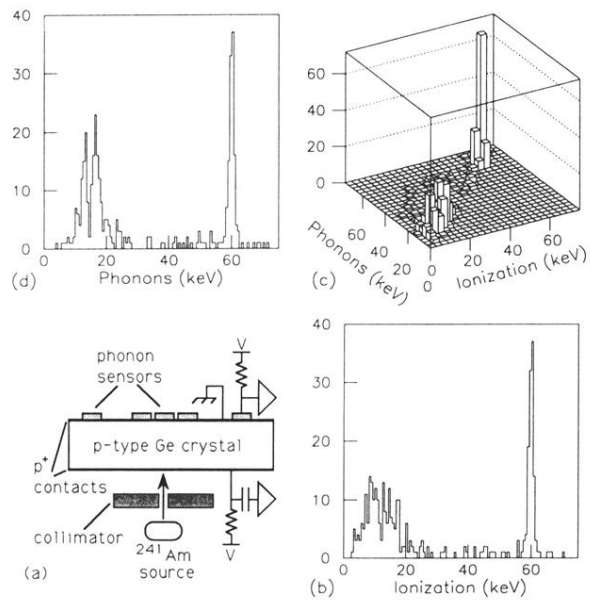 40
30
20
10
0
0
20
40
60
Phonons (keV)
(d)
60
40
20
0
Phonons (keV)
60
40
20
0
0
20
40
60
Ionization (keV)
(c)
phonon
sensors
V
p-type Ge crystal
p+
contacts
collimator
241Am
source
V
(a)
40
30
20
10
0
0
20
40
60
Ionization (keV)
(b)